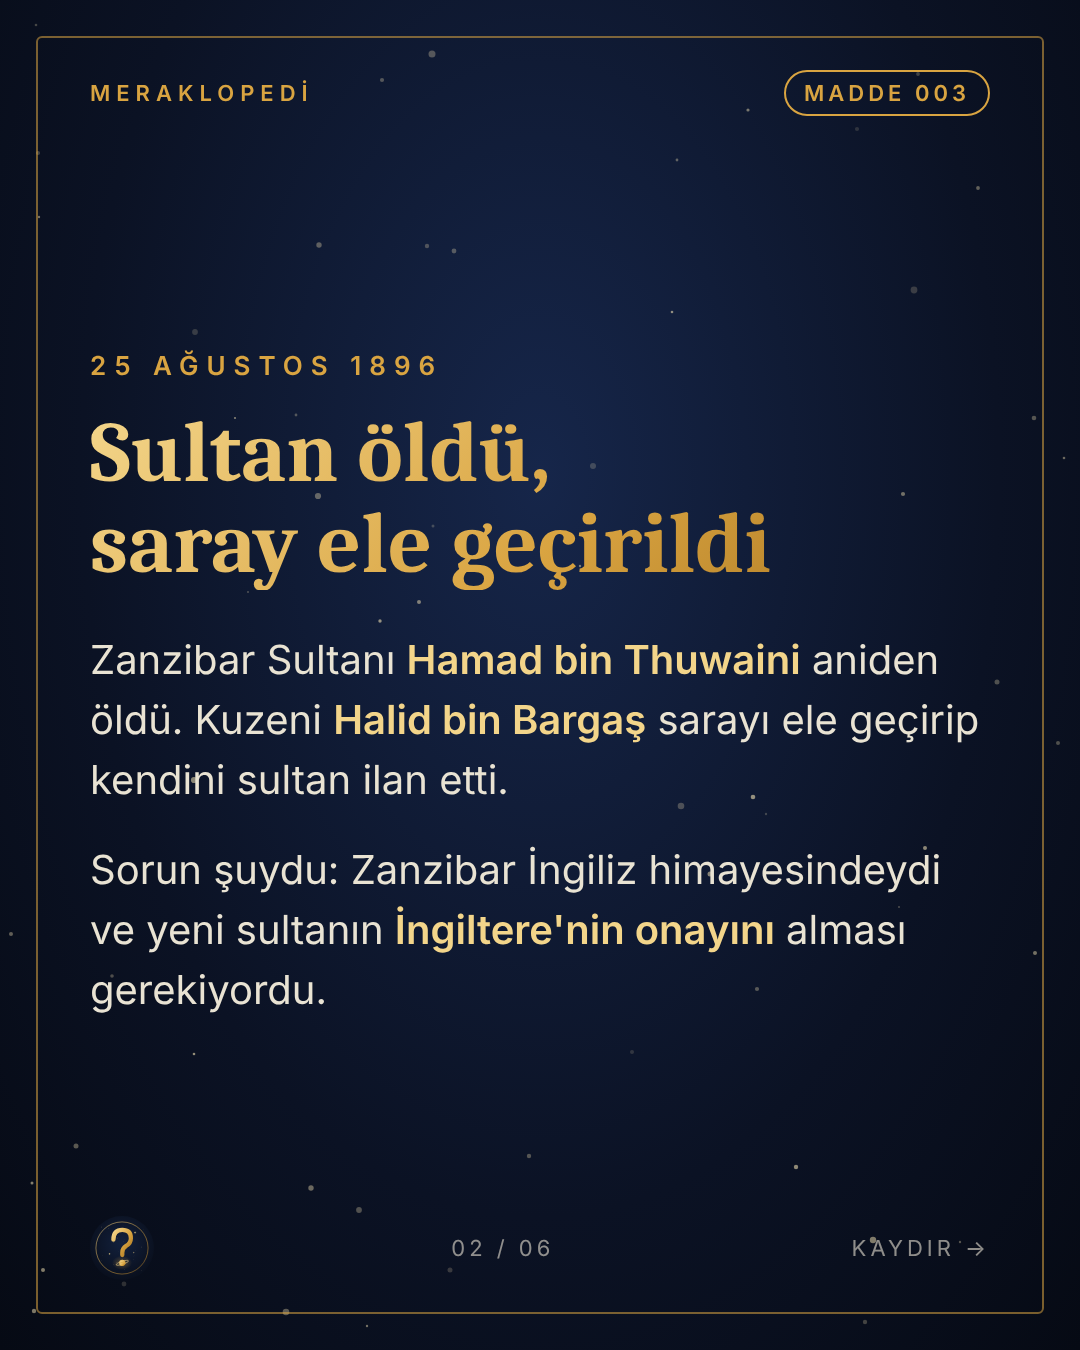 MERAKLOPEDİ
MADDE 003
25 AĞUSTOS 1896
Sultan öldü,
saray ele geçirildi
Zanzibar Sultanı Hamad bin Thuwaini aniden
öldü. Kuzeni Halid bin Bargaş sarayı ele geçirip
kendini sultan ilan etti.
Sorun şuydu: Zanzibar İngiliz himayesindeydi
ve yeni sultanın İngiltere'nin onayını alması
gerekiyordu.
?
02 / 06
KAYDIR →